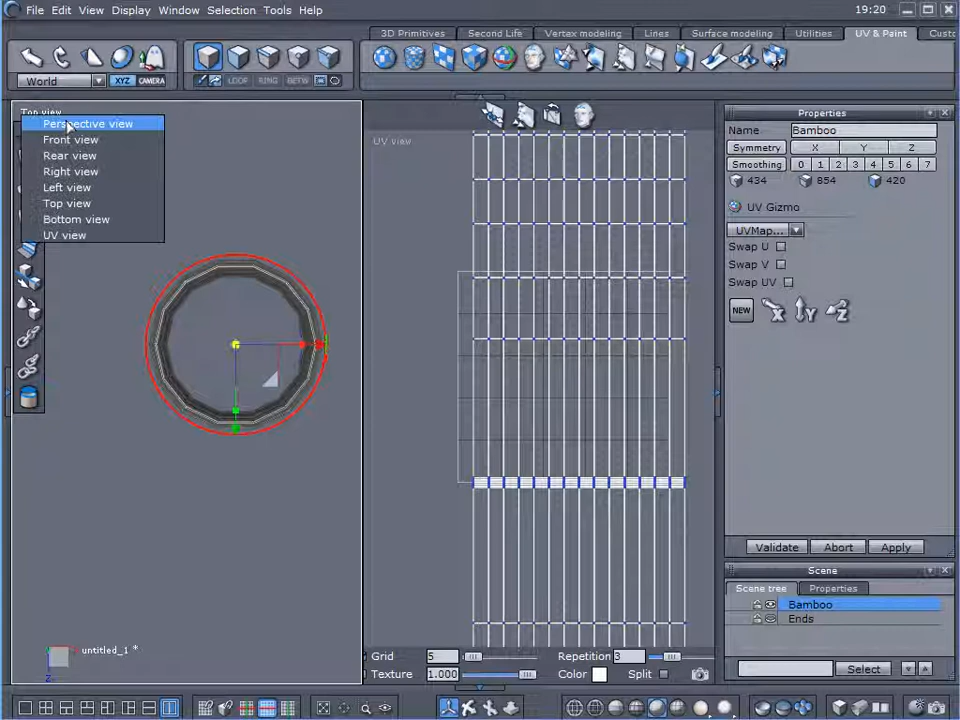 File Edit View Display Window Selection Tools Help 19:20
3D Primitives Second Life Vertex modeling Lines Surface modeling Utilities UV & Paint Custo
World XYZ CAMERA LOOP RING BETW
Top view
Perspective view
Front view
Rear view
Right view
Left view
Top view
Bottom view
UV view
UV view
Properties
Name Bamboo
Symmetry X Y Z
Smoothing 0 1 2 3 4 5 6 7
434 854 420
UV Gizmo
UVMap...
Swap U
Swap V
Swap UV
NEW X Y Z
Validate Abort Apply
Scene
Scene tree Properties
Bamboo
Ends
Select
untitled_1 *
Z
Grid 5 Repetition 3
Texture 1.000 Color Split